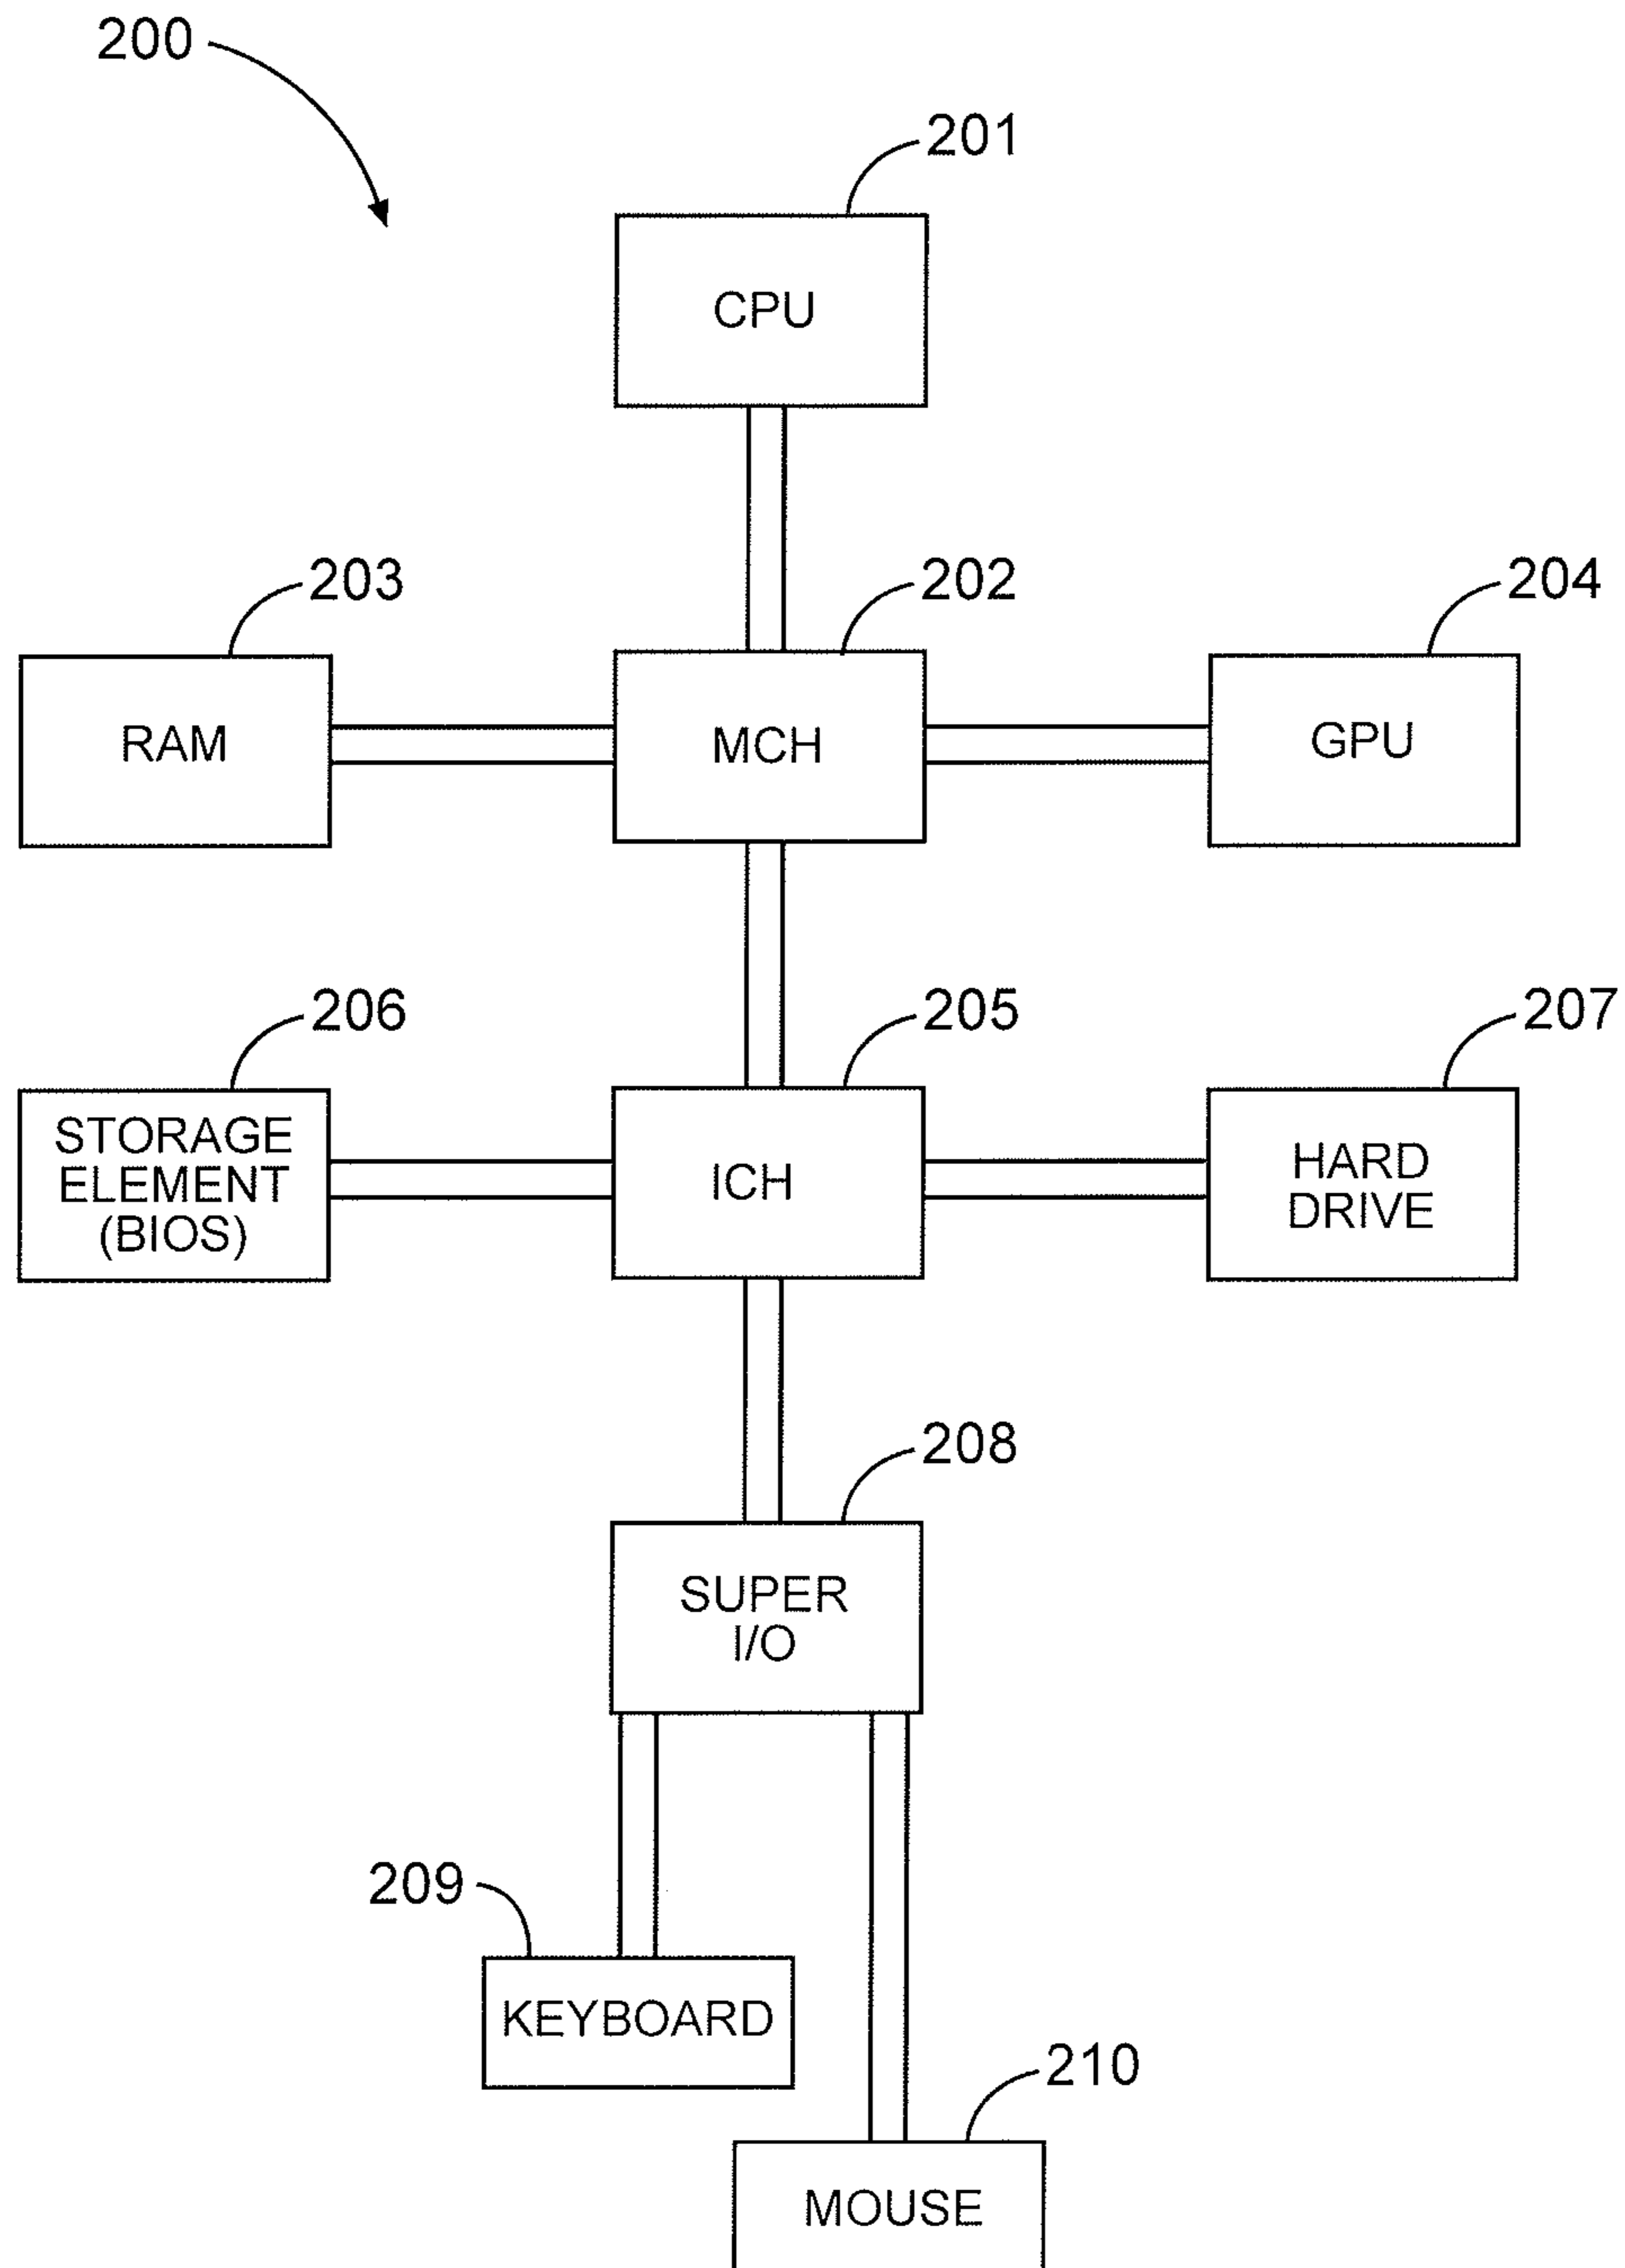 200
201
CPU
203
202
204
RAM
MCH
GPU
206
205
207
STORAGE
ELEMENT
(BIOS)
ICH
HARD
DRIVE
208
SUPER
I/O
209
KEYBOARD
210
MOUSE